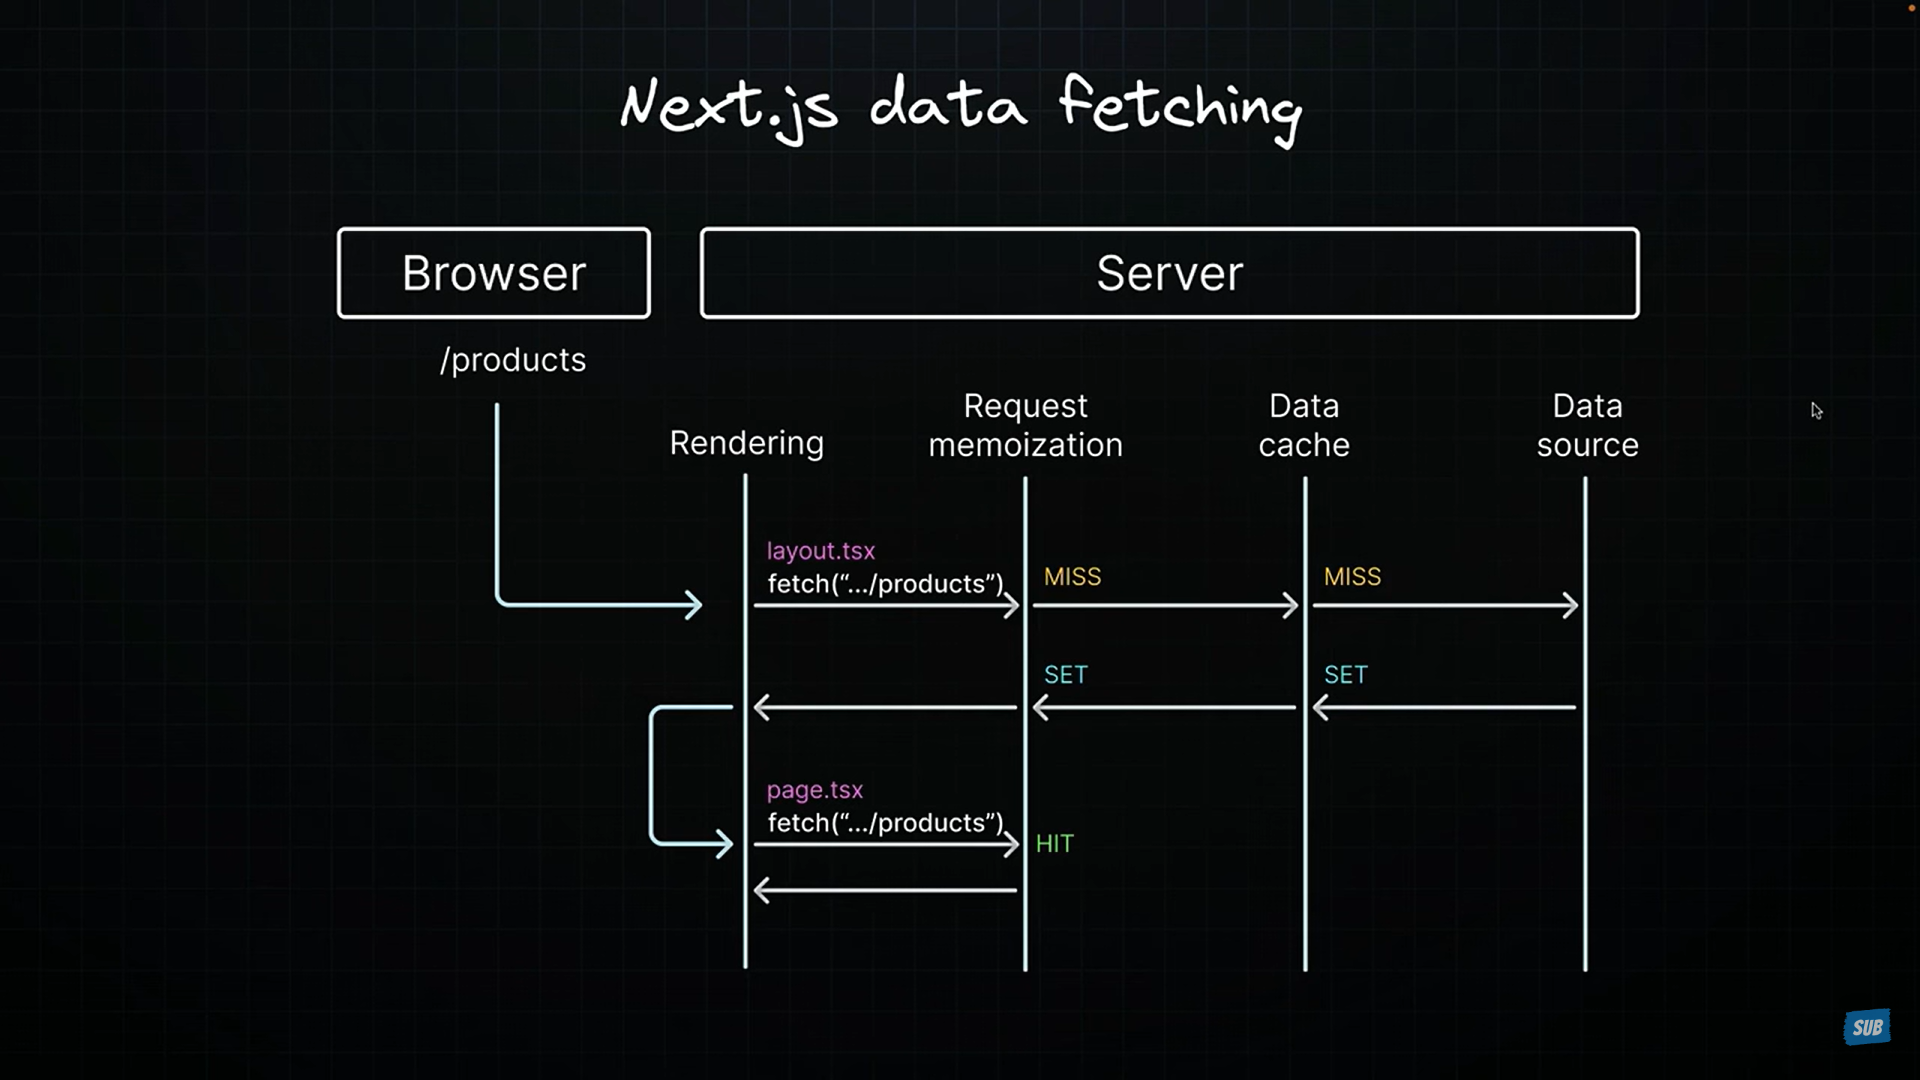 Next.js data fetching
Browser
Server
/products
Rendering
Request
memoization
Data
cache
Data
source
layout.tsx
fetch(“.../products”)
MISS
MISS
SET
SET
page.tsx
fetch(“.../products”)
HIT
SUB